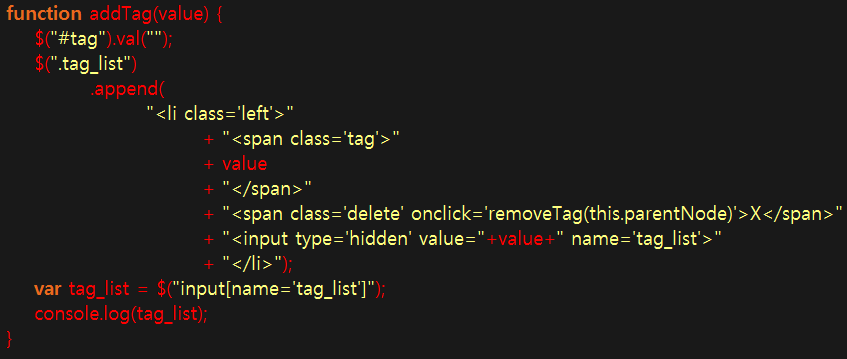 function addTag(value) {
$("#tag").val("");
$(".tag_list")
.append(
"<li class='left'>"
+ "<span class='tag'>"
+ value
+ "</span>"
+ "<span class='delete' onclick='removeTag(this.parentNode)'>X</span>"
+ "<input type='hidden' value="+value+" name='tag_list'>"
+ "</li>");
var tag_list = $("input[name='tag_list']");
console.log(tag_list);
}